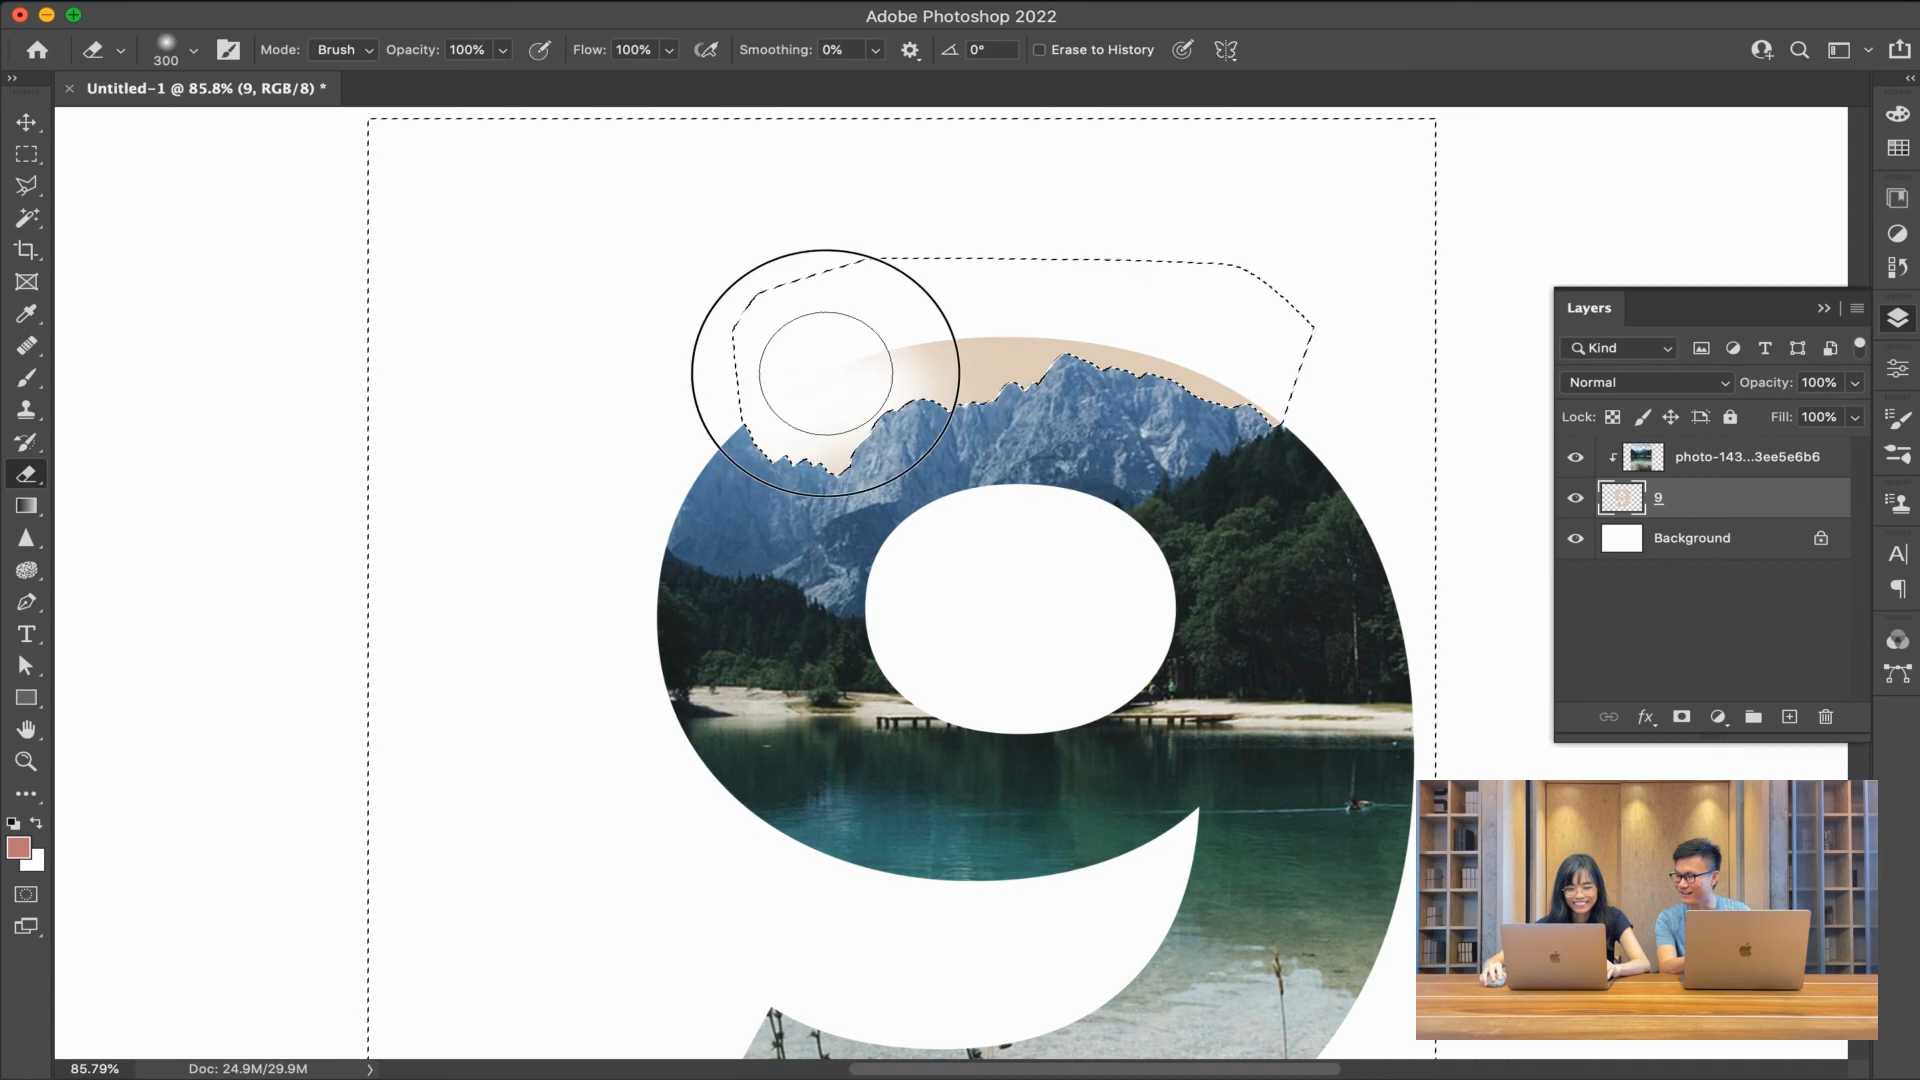 Adobe Photoshop 2022
300
Mode: Brush Opacity: 100% Flow: 100% Smoothing: 0% 0° Erase to History
Untitled-1 @ 85.8% (9, RGB/8) *
9
Layers
Kind
Normal Opacity: 100%
Lock: Fill: 100%
photo-143...3ee5e6b6
9
Background
85.79% Doc: 24.9M/29.9M